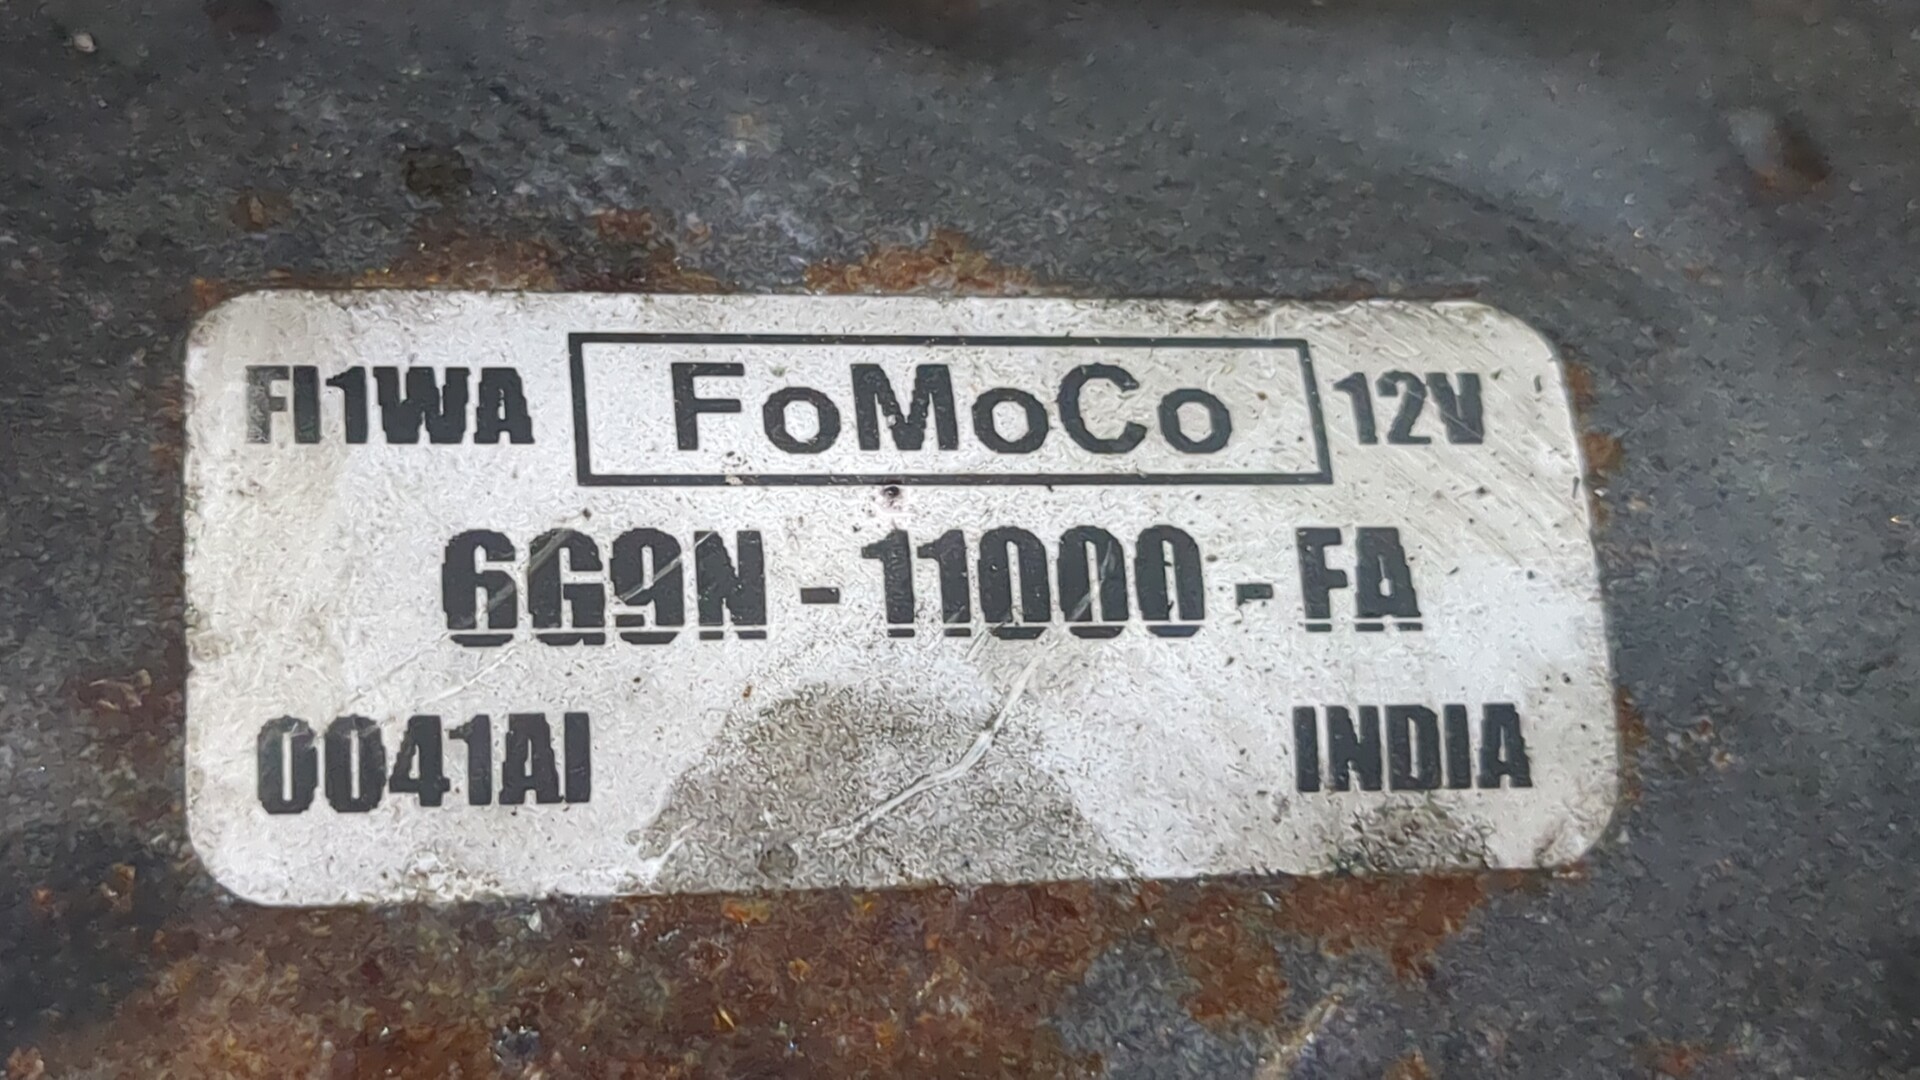 FI1WA FoMoCo 12V
6G9N - 11000 - FA
0041AI INDIA